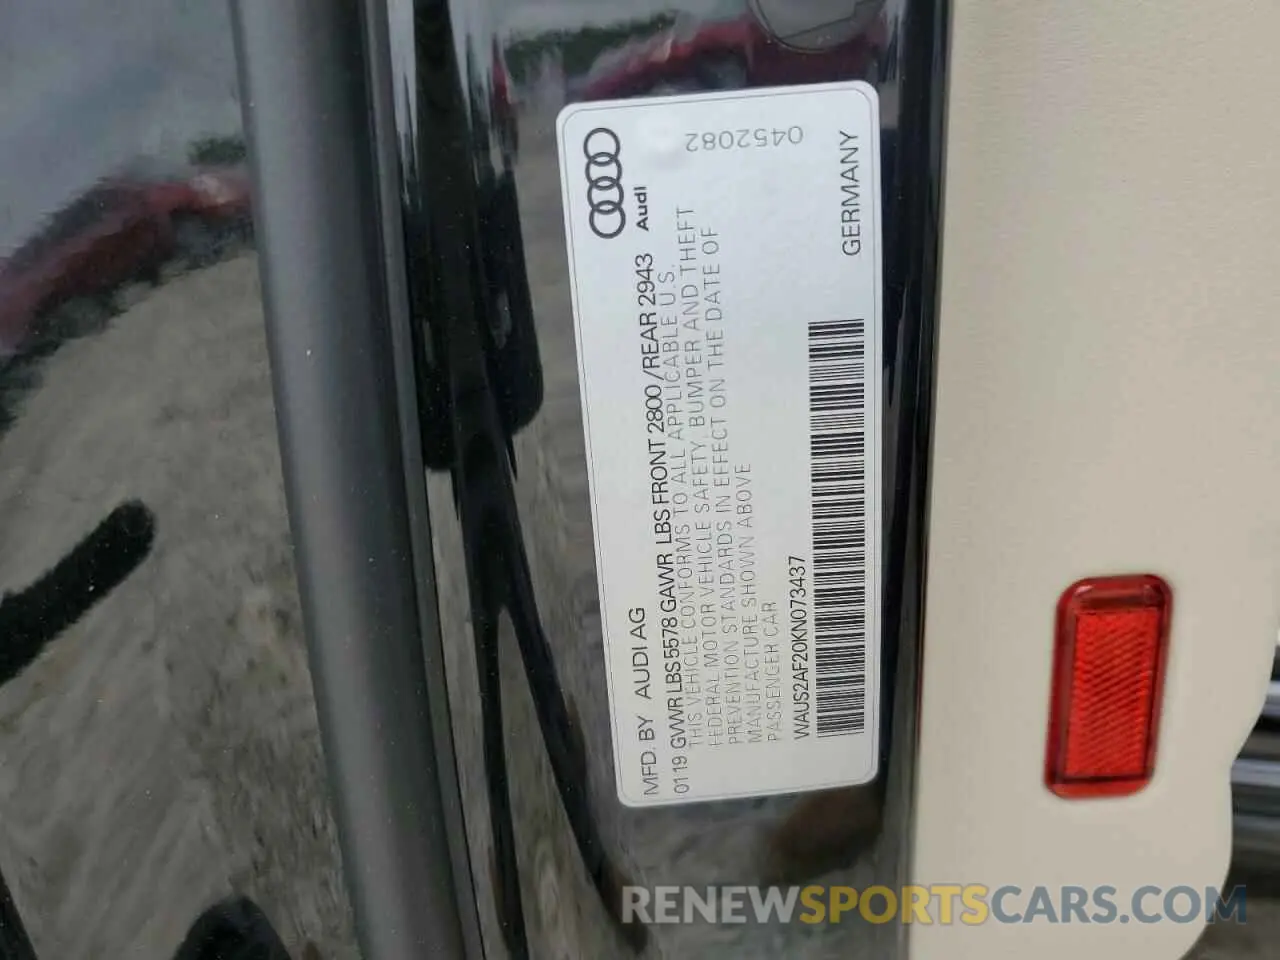 MFD. BY AUDI AG
Audi
0119 GVWR LBS 5578 GAWR LBS FRONT 2800/REAR 2943
THIS VEHICLE CONFORMS TO ALL APPLICABLE U.S.
FEDERAL MOTOR VEHICLE SAFETY, BUMPER AND THEFT
PREVENTION STANDARDS IN EFFECT ON THE DATE OF
MANUFACTURE SHOWN ABOVE
PASSENGER CAR
0452082
WAUS2AF20KN073437
GERMANY
RENEWSPORTSCARS.COM